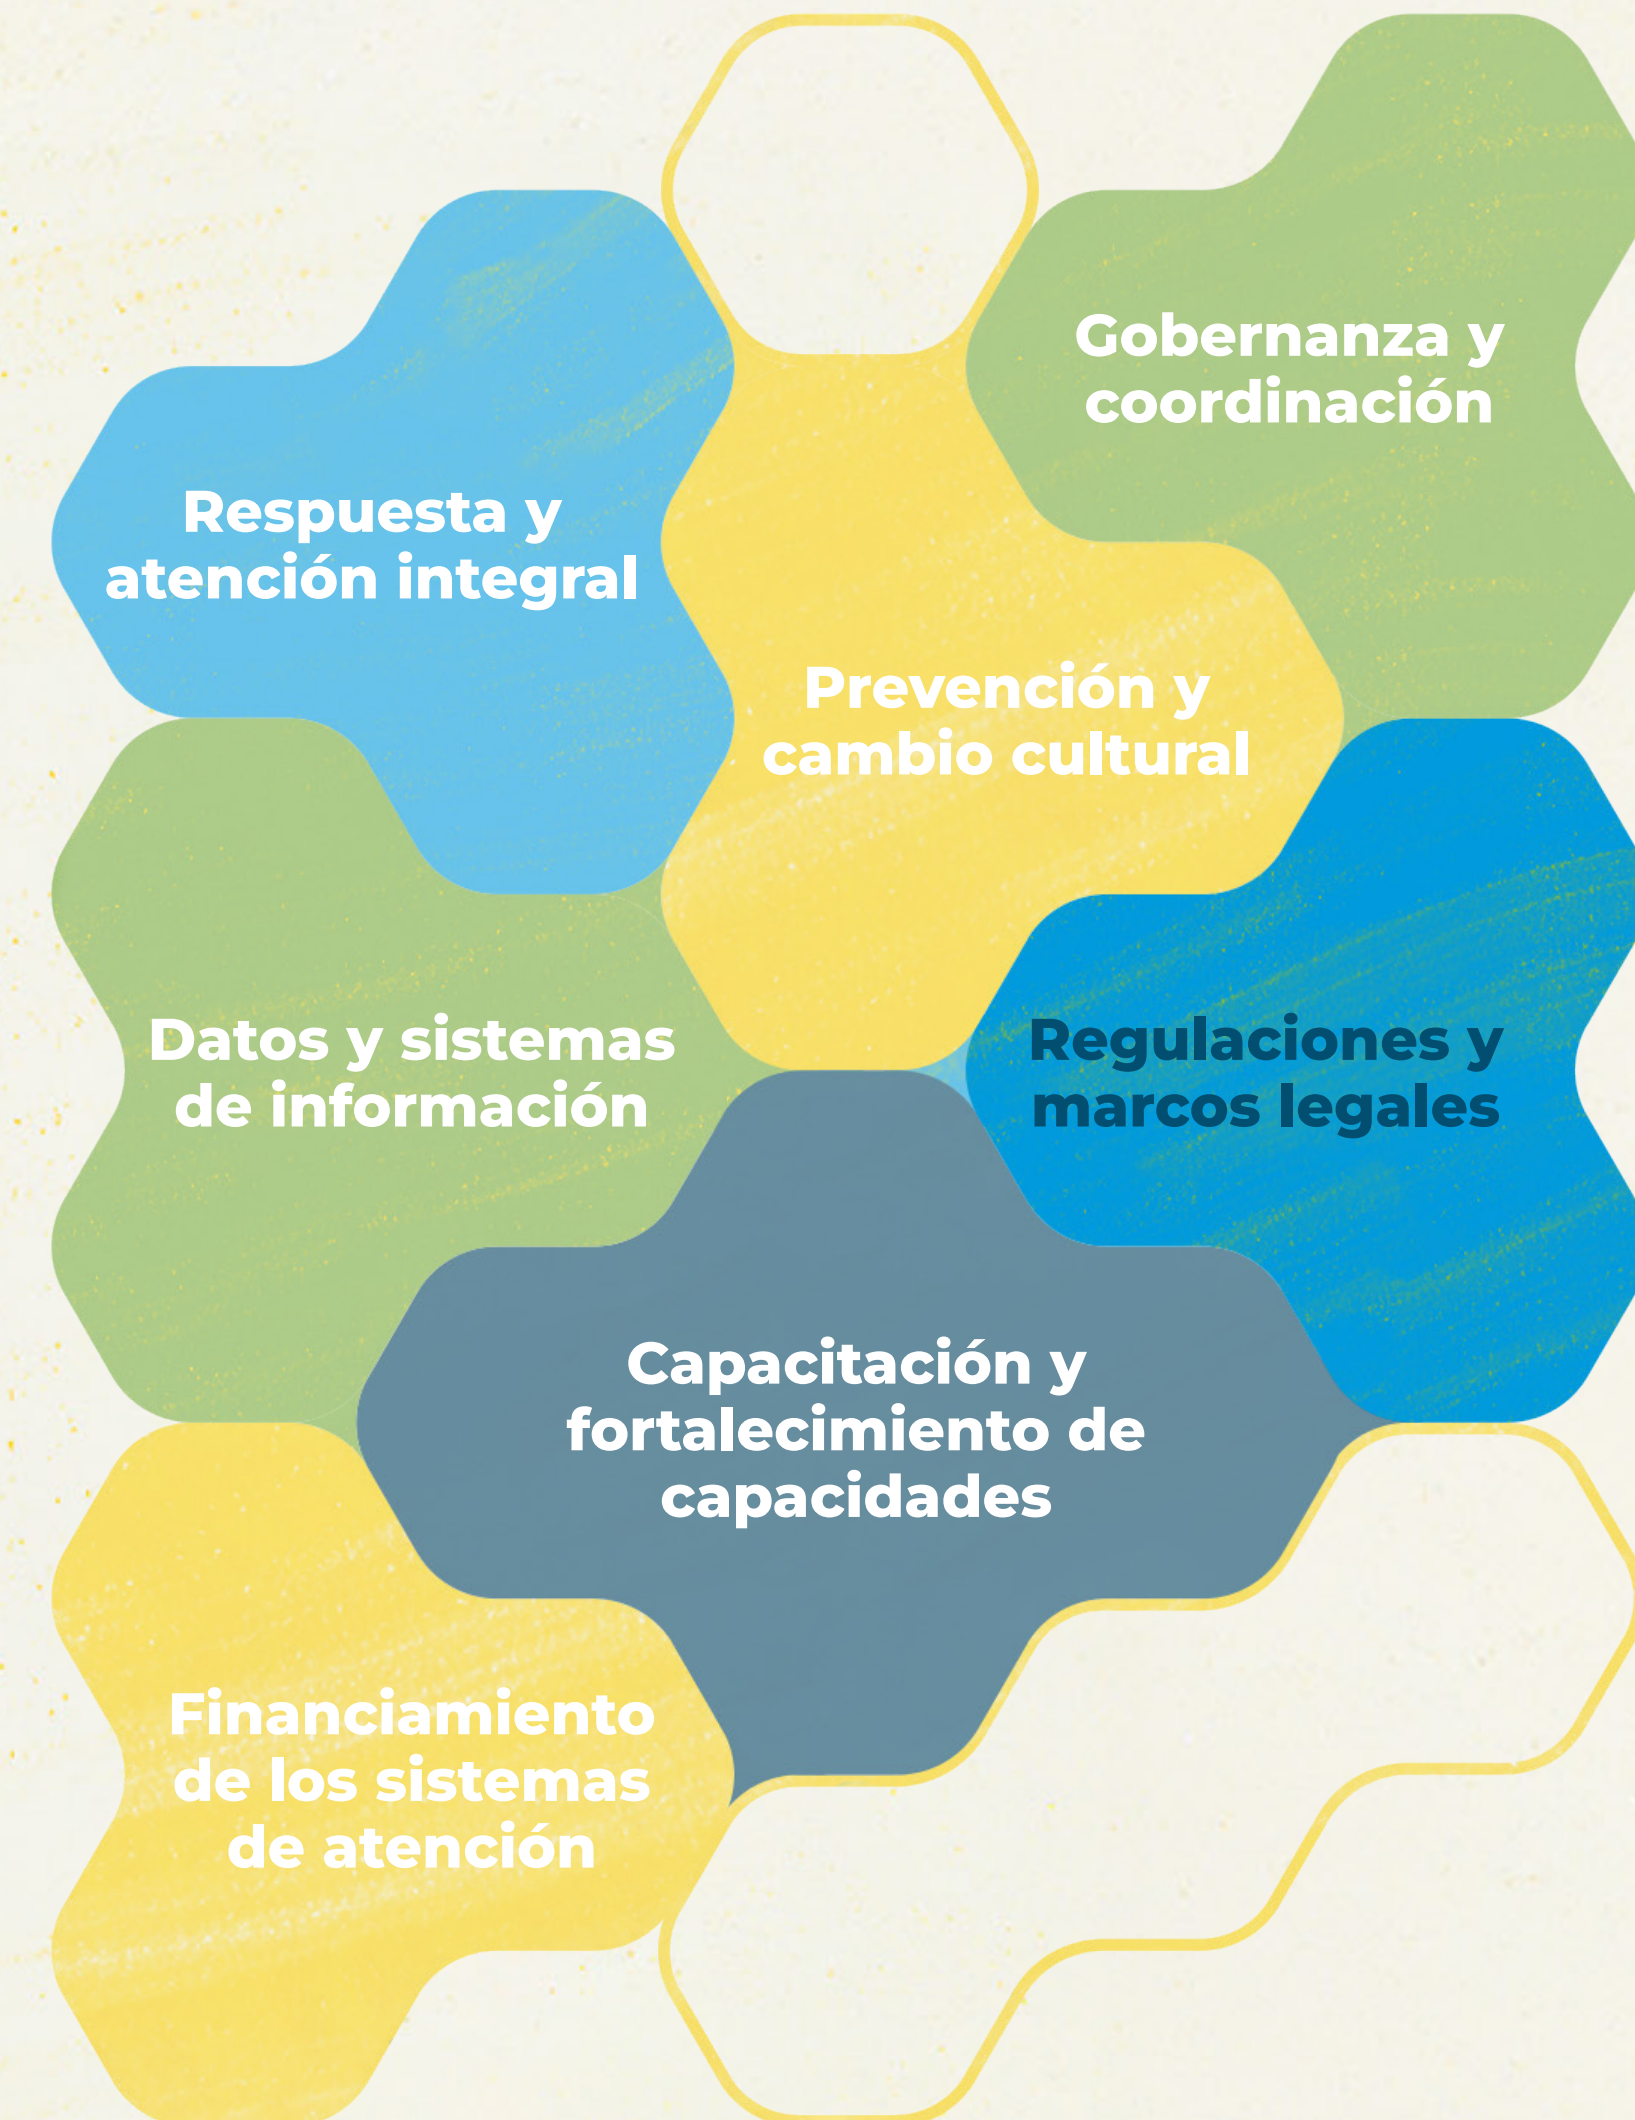 Gobernanza y
coordinación
Respuesta y
atención integral
Prevención y
cambio cultural
Datos y sistemas
de información
Regulaciones y
marcos legales
Capacitación y
fortalecimiento de
capacidades
Financiamiento
de los sistemas
de atención